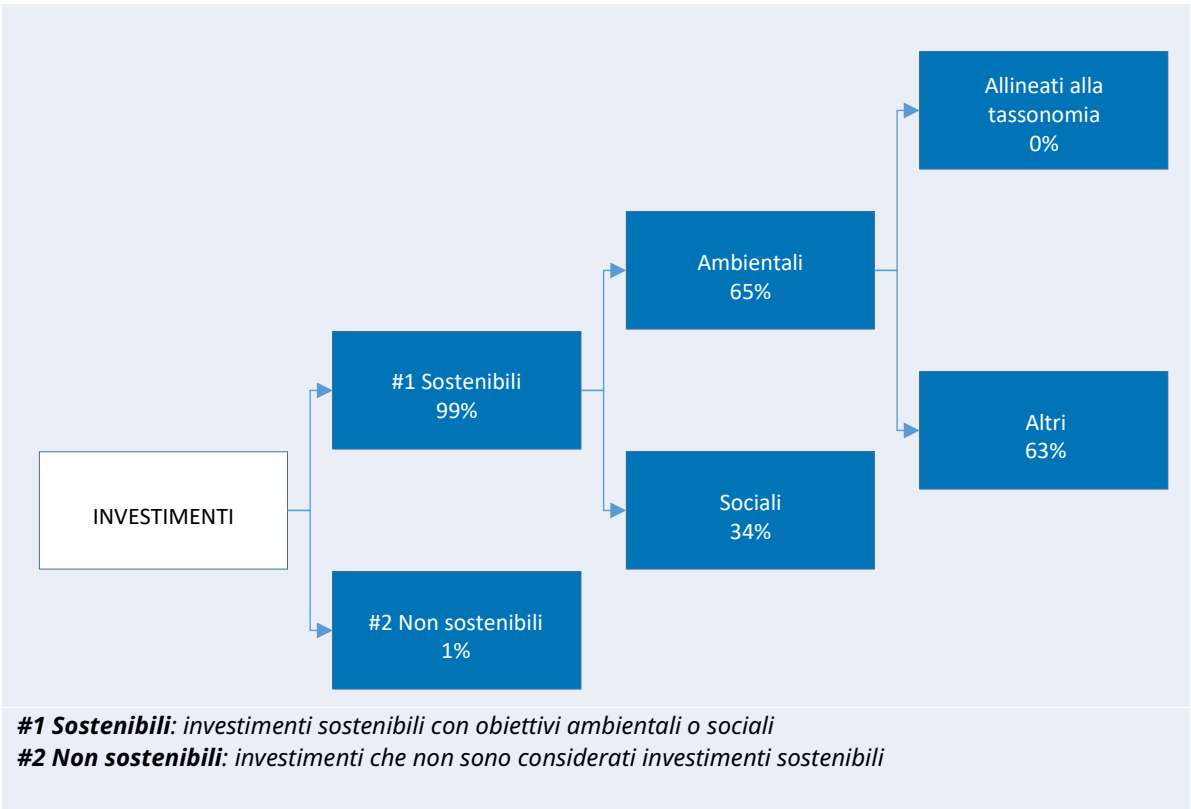 Allineati alla
tassonomia
0%
Ambientali
65%
#1 Sostenibili
99%
Altri
63%
INVESTIMENTI
Sociali
34%
#2 Non sostenibili
1%
#1 Sostenibili: investimenti sostenibili con obiettivi ambientali o sociali
#2 Non sostenibili: investimenti che non sono considerati investimenti sostenibili